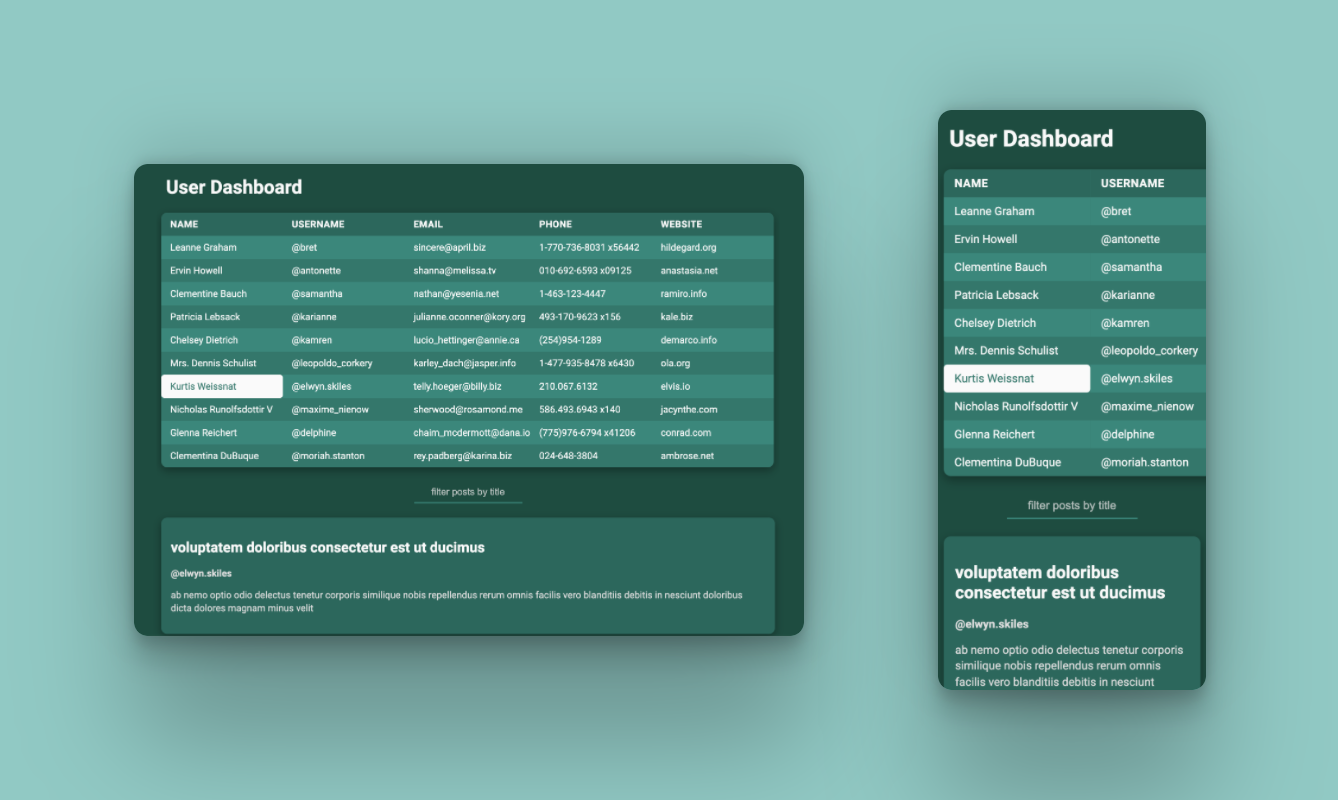 User Dashboard
NAME USERNAME EMAIL PHONE WEBSITE
Leanne Graham @bret sincere@april.biz 1-770-736-8031 x56442 hildegard.org
Ervin Howell @antonette shanna@melissa.tv 010-692-6593 x09125 anastasia.net
Clementine Bauch @samantha nathan@yesenia.net 1-463-123-4447 ramiro.info
Patricia Lebsack @karianne julianne.oconner@kory.org 493-170-9623 x156 kale.biz
Chelsey Dietrich @kamren lucio_hettinger@annie.ca (254)954-1289 demarco.info
Mrs. Dennis Schulist @leopoldo_corkery karley_dach@jasper.info 1-477-935-8478 x6430 ola.org
Kurtis Weissnat @elwyn.skiles telly.hoeger@billy.biz 210.067.6132 elvis.io
Nicholas Runolfsdottir V @maxime_nienow sherwood@rosamond.me 586.493.6943 x140 jacynthe.com
Glenna Reichert @delphine chaim_mcdermott@dana.io (775)976-6794 x41206 conrad.com
Clementina DuBuque @moriah.stanton rey.padberg@karina.biz 024-648-3804 ambrose.net
filter posts by title
voluptatem doloribus consectetur est ut ducimus
@elwyn.skiles
ab nemo optio odio delectus tenetur corporis similique nobis repellendus rerum omnis facilis vero blanditiis debitis in nesciunt doloribus
dicta dolores magnam minus velit
User Dashboard
NAME USERNAME
Leanne Graham @bret
Ervin Howell @antonette
Clementine Bauch @samantha
Patricia Lebsack @karianne
Chelsey Dietrich @kamren
Mrs. Dennis Schulist @leopoldo_corkery
Kurtis Weissnat @elwyn.skiles
Nicholas Runolfsdottir V @maxime_nienow
Glenna Reichert @delphine
Clementina DuBuque @moriah.stanton
filter posts by title
voluptatem doloribus
consectetur est ut ducimus
@elwyn.skiles
ab nemo optio odio delectus tenetur corporis
similique nobis repellendus rerum omnis
facilis vero blanditiis debitis in nesciunt